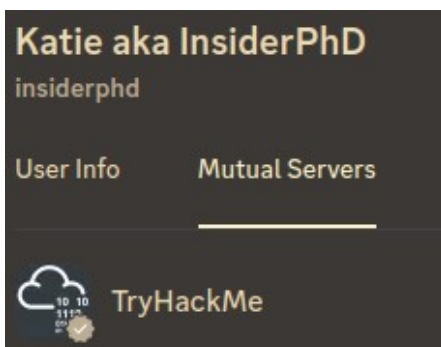 Katie aka InsiderPhD
insiderphd
User Info Mutual Servers
TryHackMe